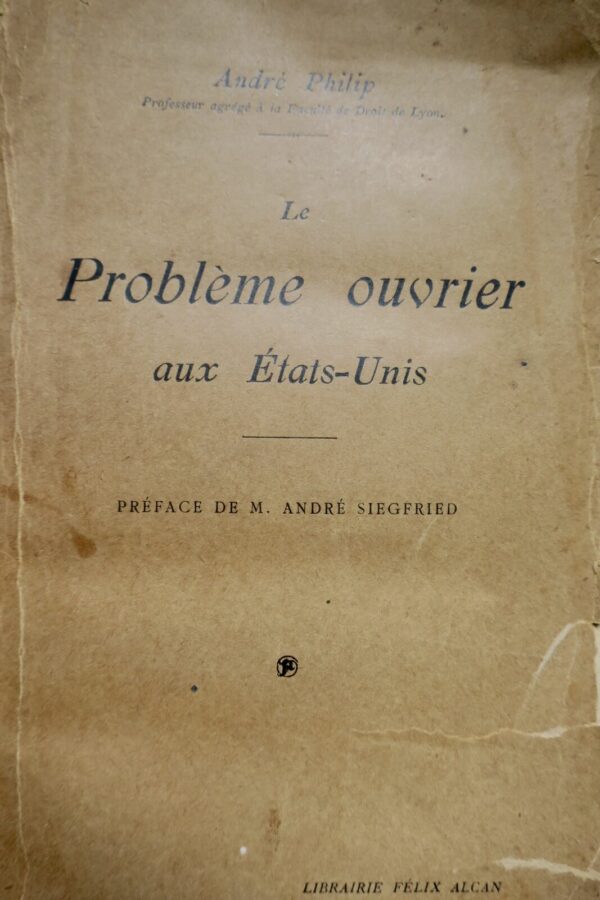 André Philip
Professeur agrégé à la Faculté de Droit de Lyon.
Le
Problème ouvrier
aux États-Unis
PRÉFACE DE M. ANDRÉ SIEGFRIED
LIBRAIRIE FÉLIX ALCAN